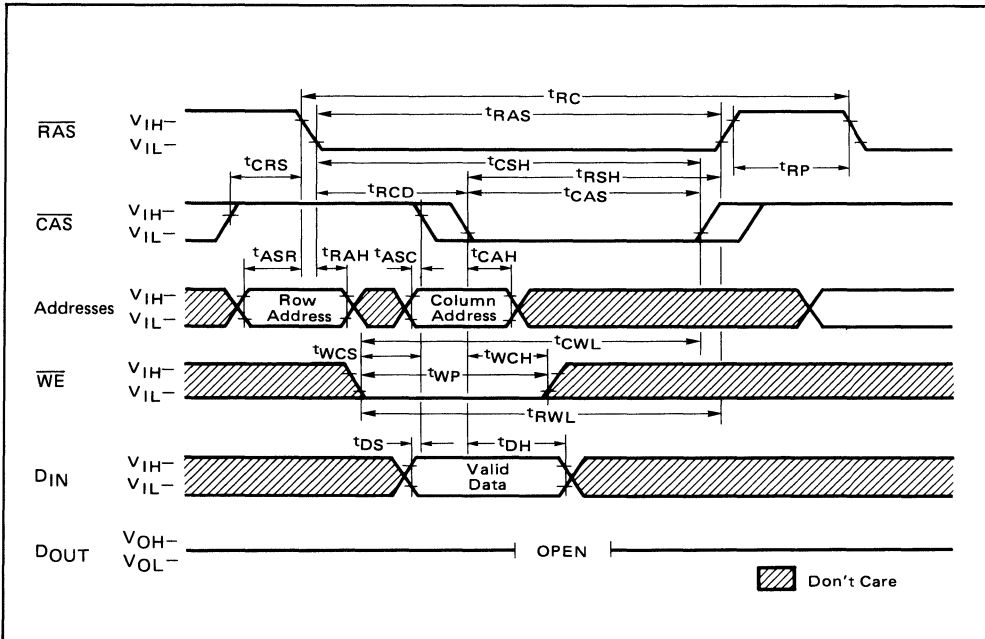 tRC
tRAS
RAS VIH–
VIL–
tCRS tCSH
tRSH tRP
tRCD tCAS
CAS VIH–
VIL–
tASR tRAH tASC tCAH
Addresses VIH– Row Address Column Address
VIL–
tCWL
tWCS tWCH
WE VIH– tWP
VIL–
tRWL
tDS tDH
DIN VIH– Valid Data
VIL–
DOUT VOH– OPEN
VOL–
Don't Care